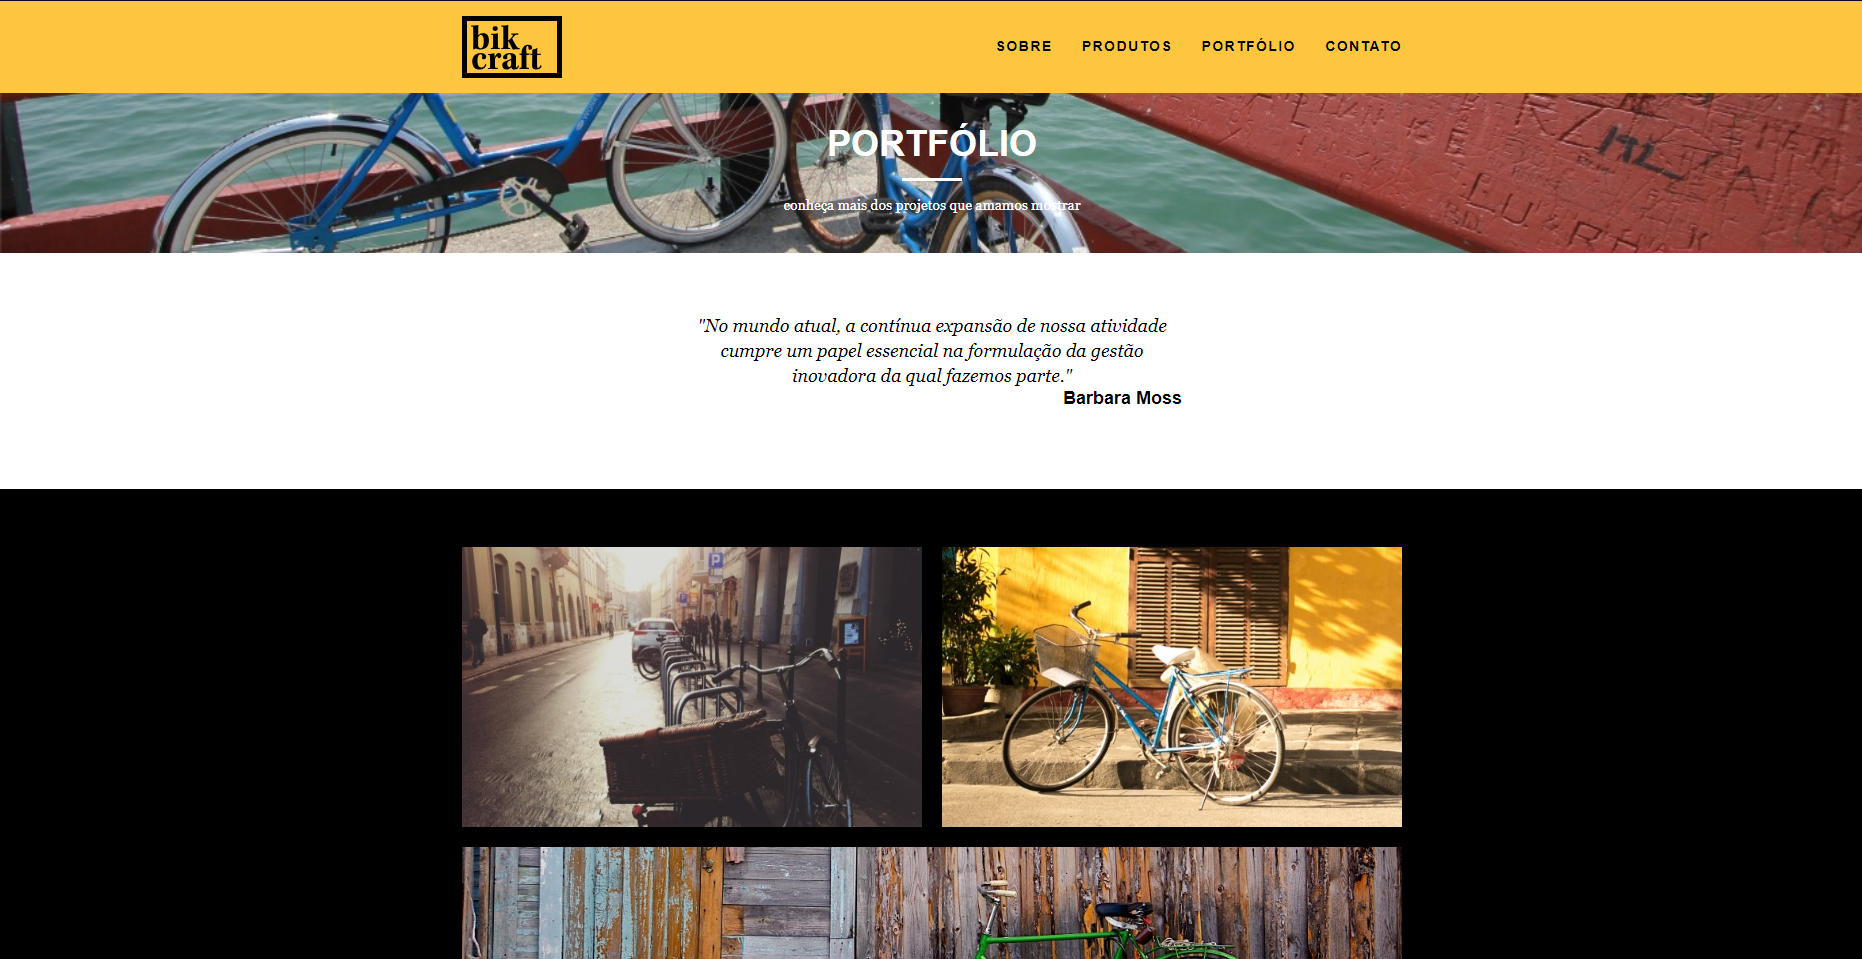 bik
craft
SOBRE PRODUTOS PORTFÓLIO CONTATO
PORTFÓLIO
conheça mais dos projetos que amamos mostrar
"No mundo atual, a contínua expansão de nossa atividade
cumpre um papel essencial na formulação da gestão
inovadora da qual fazemos parte."
Barbara Moss
P